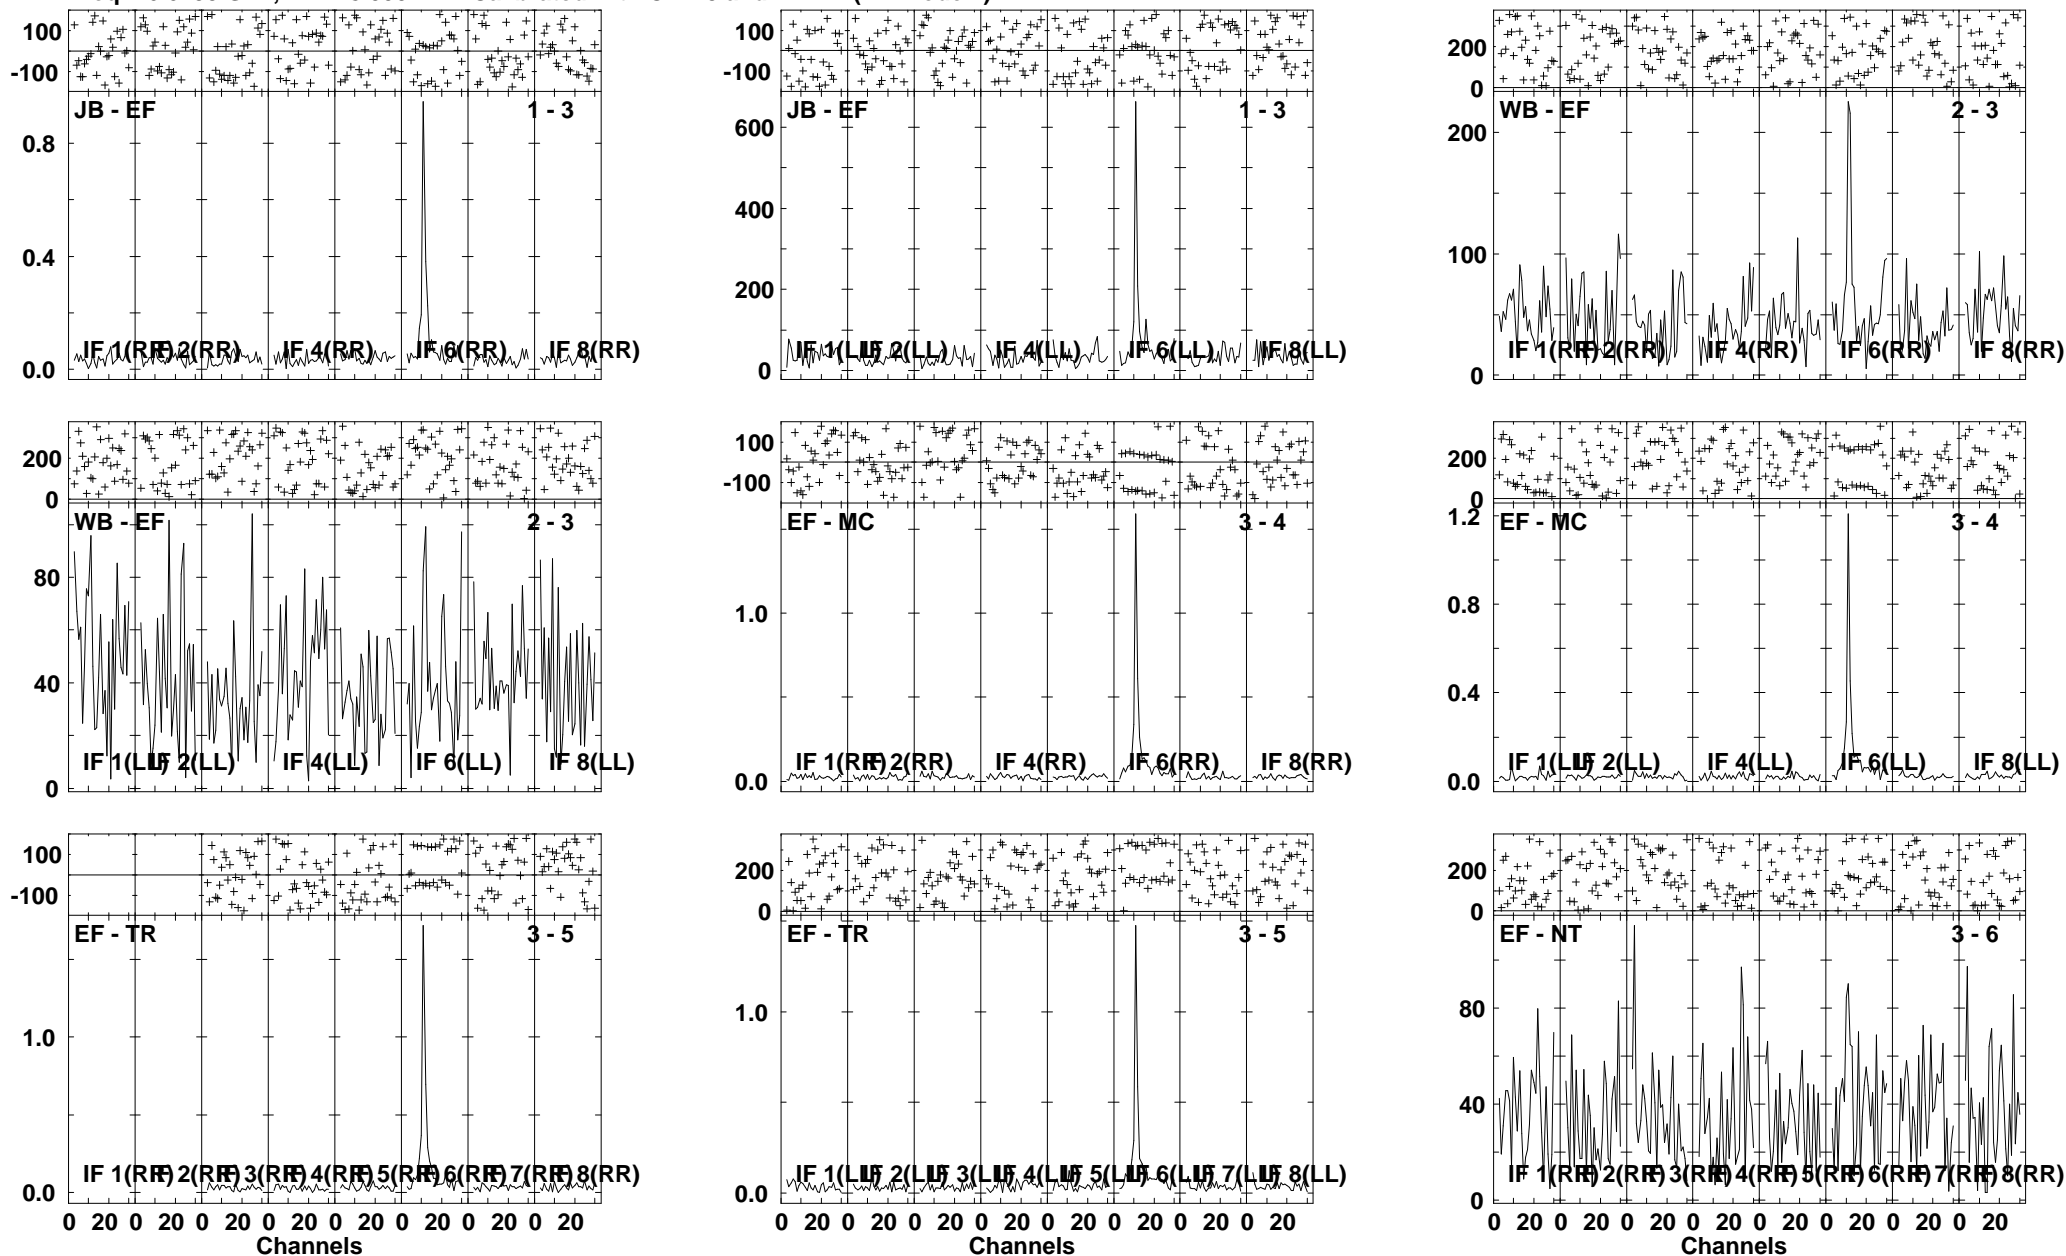 100
-100
JB - EF 1 - 3
0.8
0.4
0.0
IF 1(RR) IF 2(RR) IF 4(RR) IF 6(RR) IF 8(RR)
100
-100
JB - EF 1 - 3
600
400
200
0
IF 1(LL) IF 2(LL) IF 4(LL) IF 6(LL) IF 8(LL)
200
0
WB - EF 2 - 3
200
100
0
IF 1(RR) IF 2(RR) IF 4(RR) IF 6(RR) IF 8(RR)
200
0
WB - EF 2 - 3
80
40
0
IF 1(LL) IF 2(LL) IF 4(LL) IF 6(LL) IF 8(LL)
100
-100
EF - MC 3 - 4
1.0
0.0
IF 1(RR) IF 2(RR) IF 4(RR) IF 6(RR) IF 8(RR)
200
0
EF - MC 3 - 4
1.2
0.8
0.4
0.0
IF 1(LL) IF 2(LL) IF 4(LL) IF 6(LL) IF 8(LL)
100
-100
EF - TR 3 - 5
1.0
0.0
IF 1(RR) IF 2(RR) IF 3(RR) IF 4(RR) IF 5(RR) IF 6(RR) IF 7(RR) IF 8(RR)
0 20 0 20 0 20 0 20 0 20 0 20 0 20 0 20
Channels
200
0
EF - TR 3 - 5
1.0
0.0
IF 1(LL) IF 2(LL) IF 3(LL) IF 4(LL) IF 5(LL) IF 6(LL) IF 7(LL) IF 8(LL)
0 20 0 20 0 20 0 20 0 20 0 20 0 20 0 20
Channels
200
0
EF - NT 3 - 6
80
40
0
IF 1(RR) IF 2(RR) IF 3(RR) IF 4(RR) IF 5(RR) IF 6(RR) IF 7(RR) IF 8(RR)
0 20 0 20 0 20 0 20 0 20 0 20 0 20 0 20
Channels